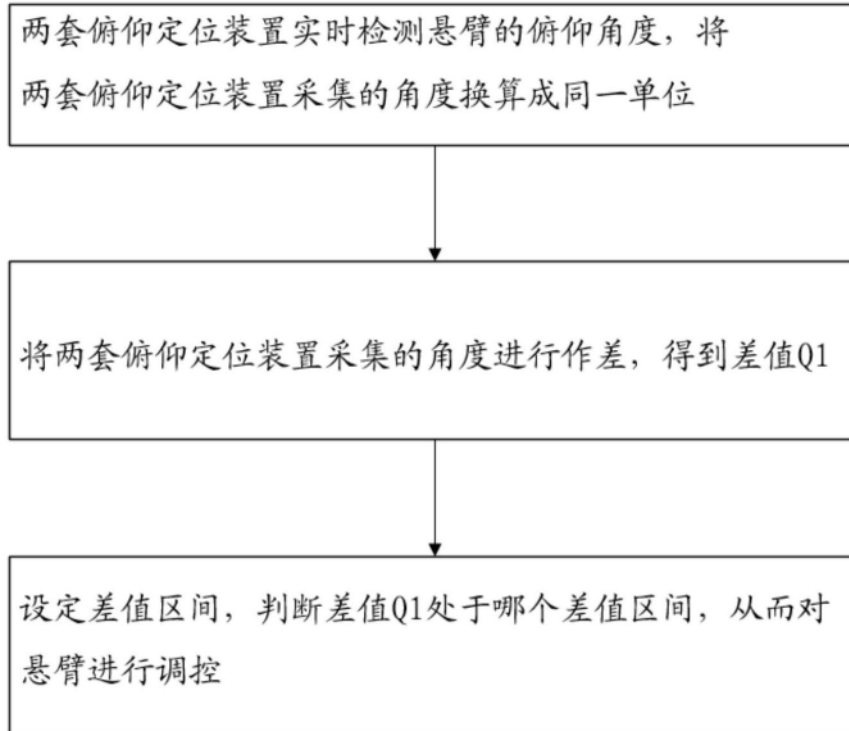 两套俯仰定位装置实时检测悬臂的俯仰角度，将
两套俯仰定位装置采集的角度换算成同一单位
将两套俯仰定位装置采集的角度进行作差，得到差值Q1
设定差值区间，判断差值Q1处于哪个差值区间，从而对
悬臂进行调控